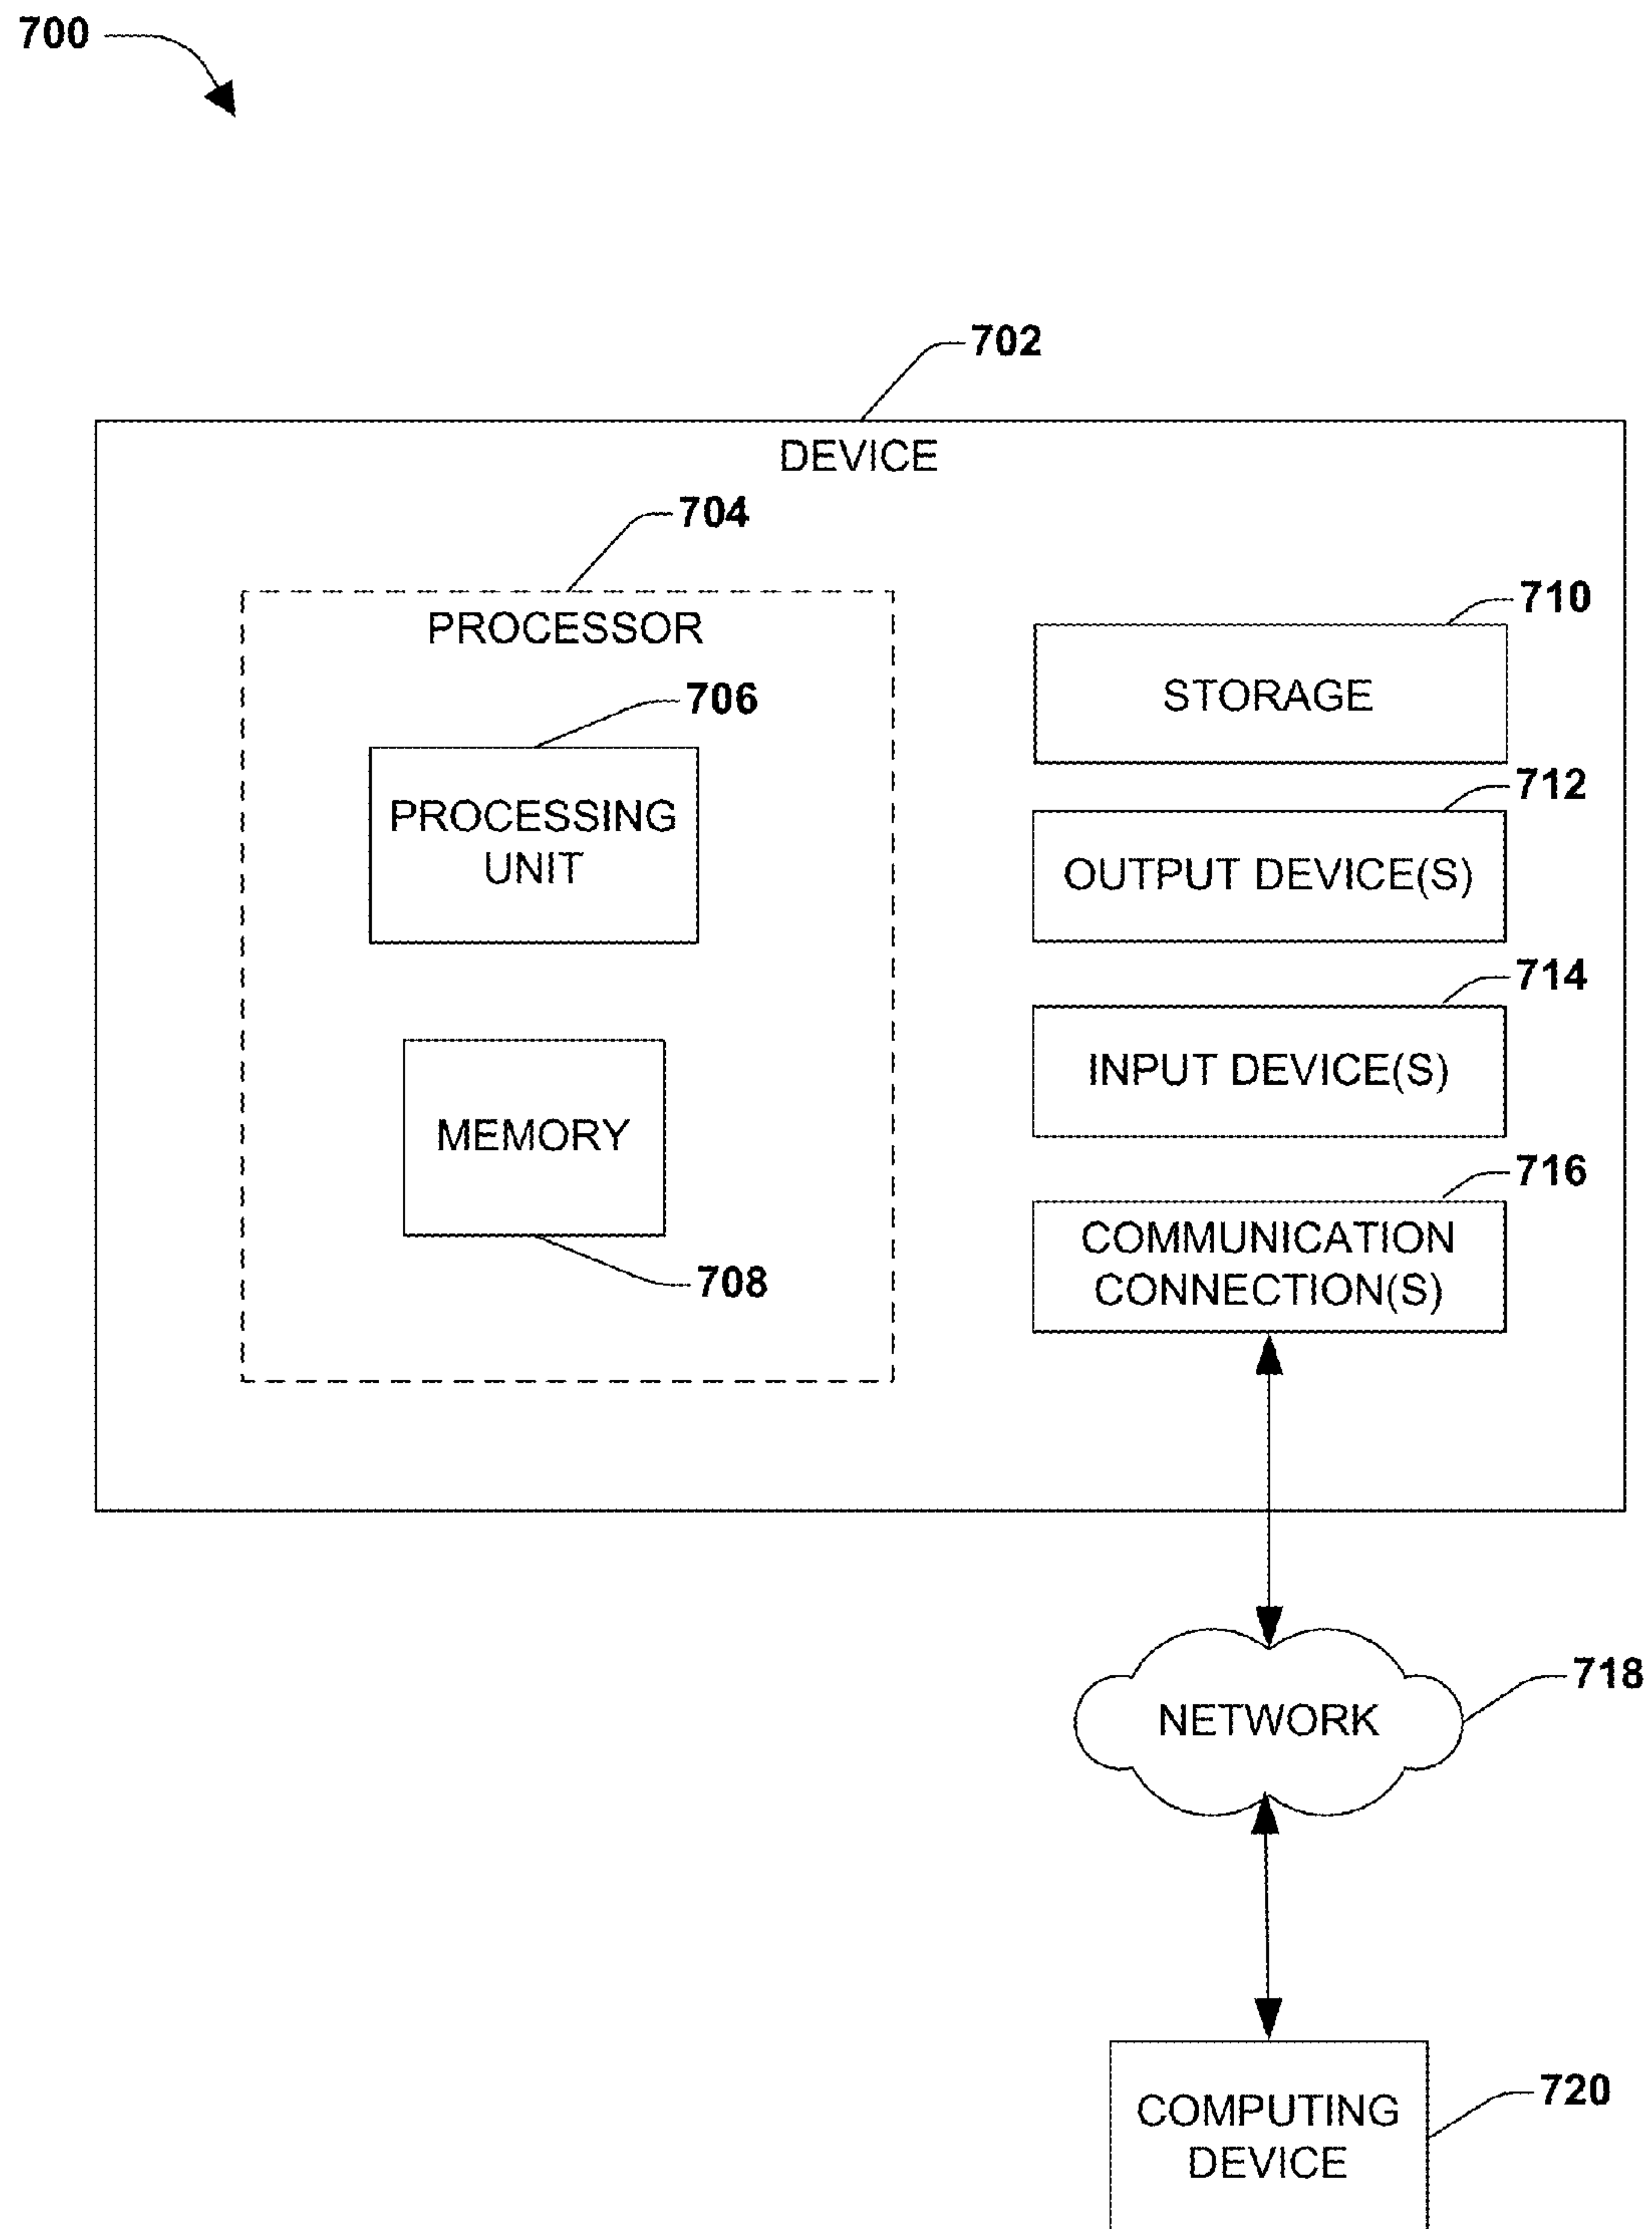 700
702
DEVICE
704
PROCESSOR
706
PROCESSING
UNIT
MEMORY
708
710
STORAGE
712
OUTPUT DEVICE(S)
714
INPUT DEVICE(S)
716
COMMUNICATION
CONNECTION(S)
718
NETWORK
720
COMPUTING
DEVICE